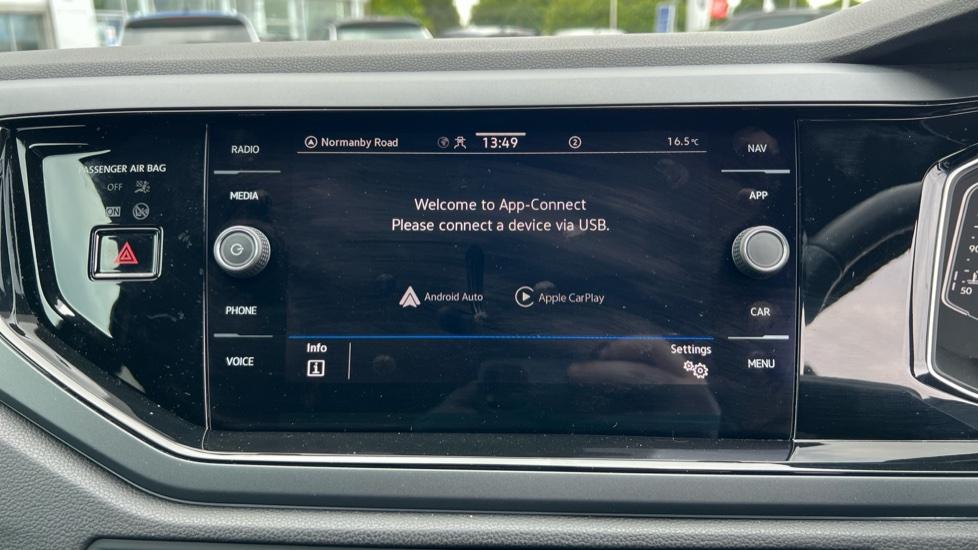 PASSENGER AIR BAG
OFF
ON
RADIO
MEDIA
PHONE
VOICE
Normanby Road
13:49
2
16.5°C
Welcome to App-Connect
Please connect a device via USB.
Android Auto
Apple CarPlay
Info
Settings
NAV
APP
CAR
MENU
90
50